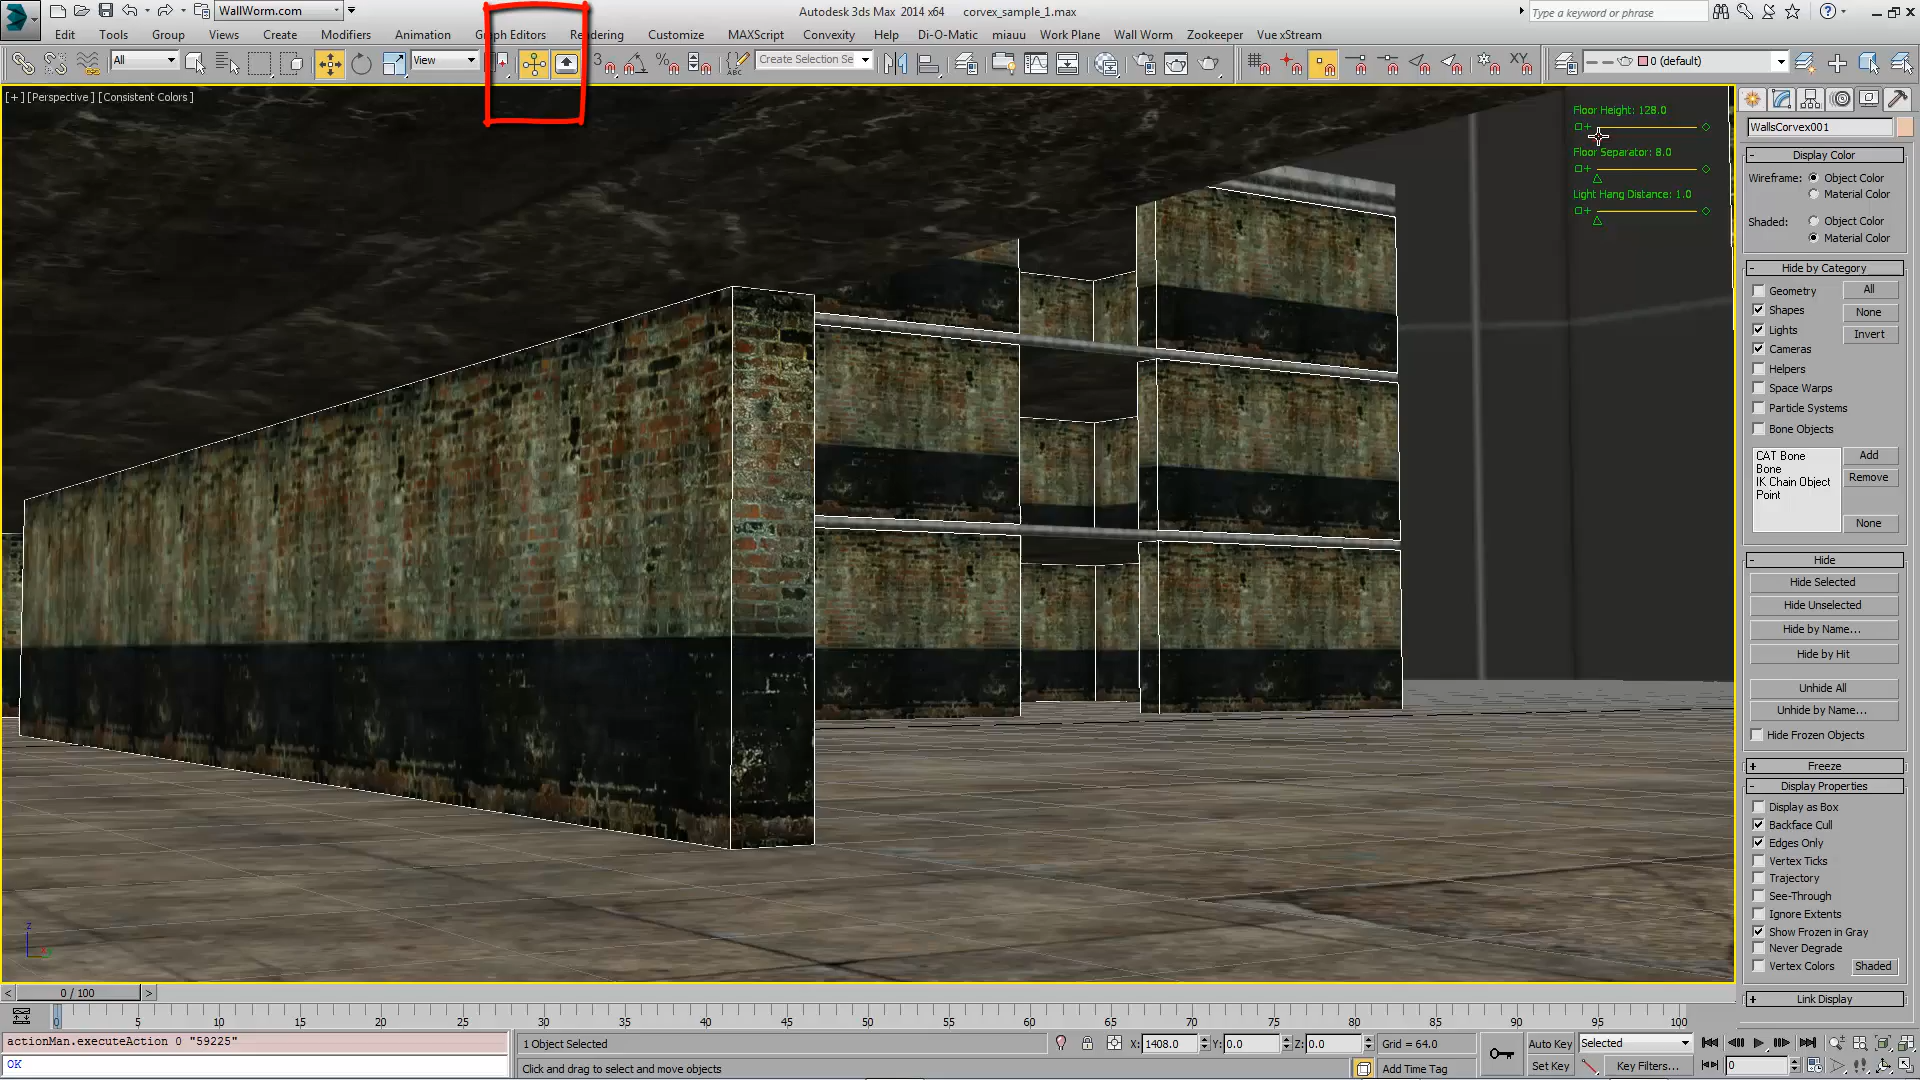 WallWorm.com
Autodesk 3ds Max 2014 x64 corvex_sample_1.max
Type a keyword or phrase
Edit Tools Group Views Create Modifiers Animation Graph Editors Rendering Customize MAXScript Convexity Help Di-O-Matic miauu Work Plane Wall Worm Zookeeper Vue xStream
All View 3 Create Selection Se XY 0 (default)
[+] [Perspective] [Consistent Colors]
Floor Height: 128.0
Floor Separator: 8.0
Light Hang Distance: 1.0
WallsCorvex001
Display Color
Wireframe: Object Color
Material Color
Shaded: Object Color
Material Color
Hide by Category
Geometry All
Shapes None
Lights Invert
Cameras
Helpers
Space Warps
Particle Systems
Bone Objects
CAT Bone Add
Bone
IK Chain Object Remove
Point
None
Hide
Hide Selected
Hide Unselected
Hide by Name...
Hide by Hit
Unhide All
Unhide by Name...
Hide Frozen Objects
Freeze
Display Properties
Display as Box
Backface Cull
Edges Only
Vertex Ticks
Trajectory
See-Through
Ignore Extents
Show Frozen in Gray
Never Degrade
Vertex Colors Shaded
Link Display
z
< 0 / 100 >
0 5 10 15 20 25 30 35 40 45 50 55 60 65 70 75 80 85 90 95 100
actionMan.executeAction 0 "59225"
OK
1 Object Selected X: 1408.0 Y: 0.0 Z: 0.0 Grid = 64.0 Auto Key Selected
Click and drag to select and move objects Add Time Tag Set Key Key Filters... 0